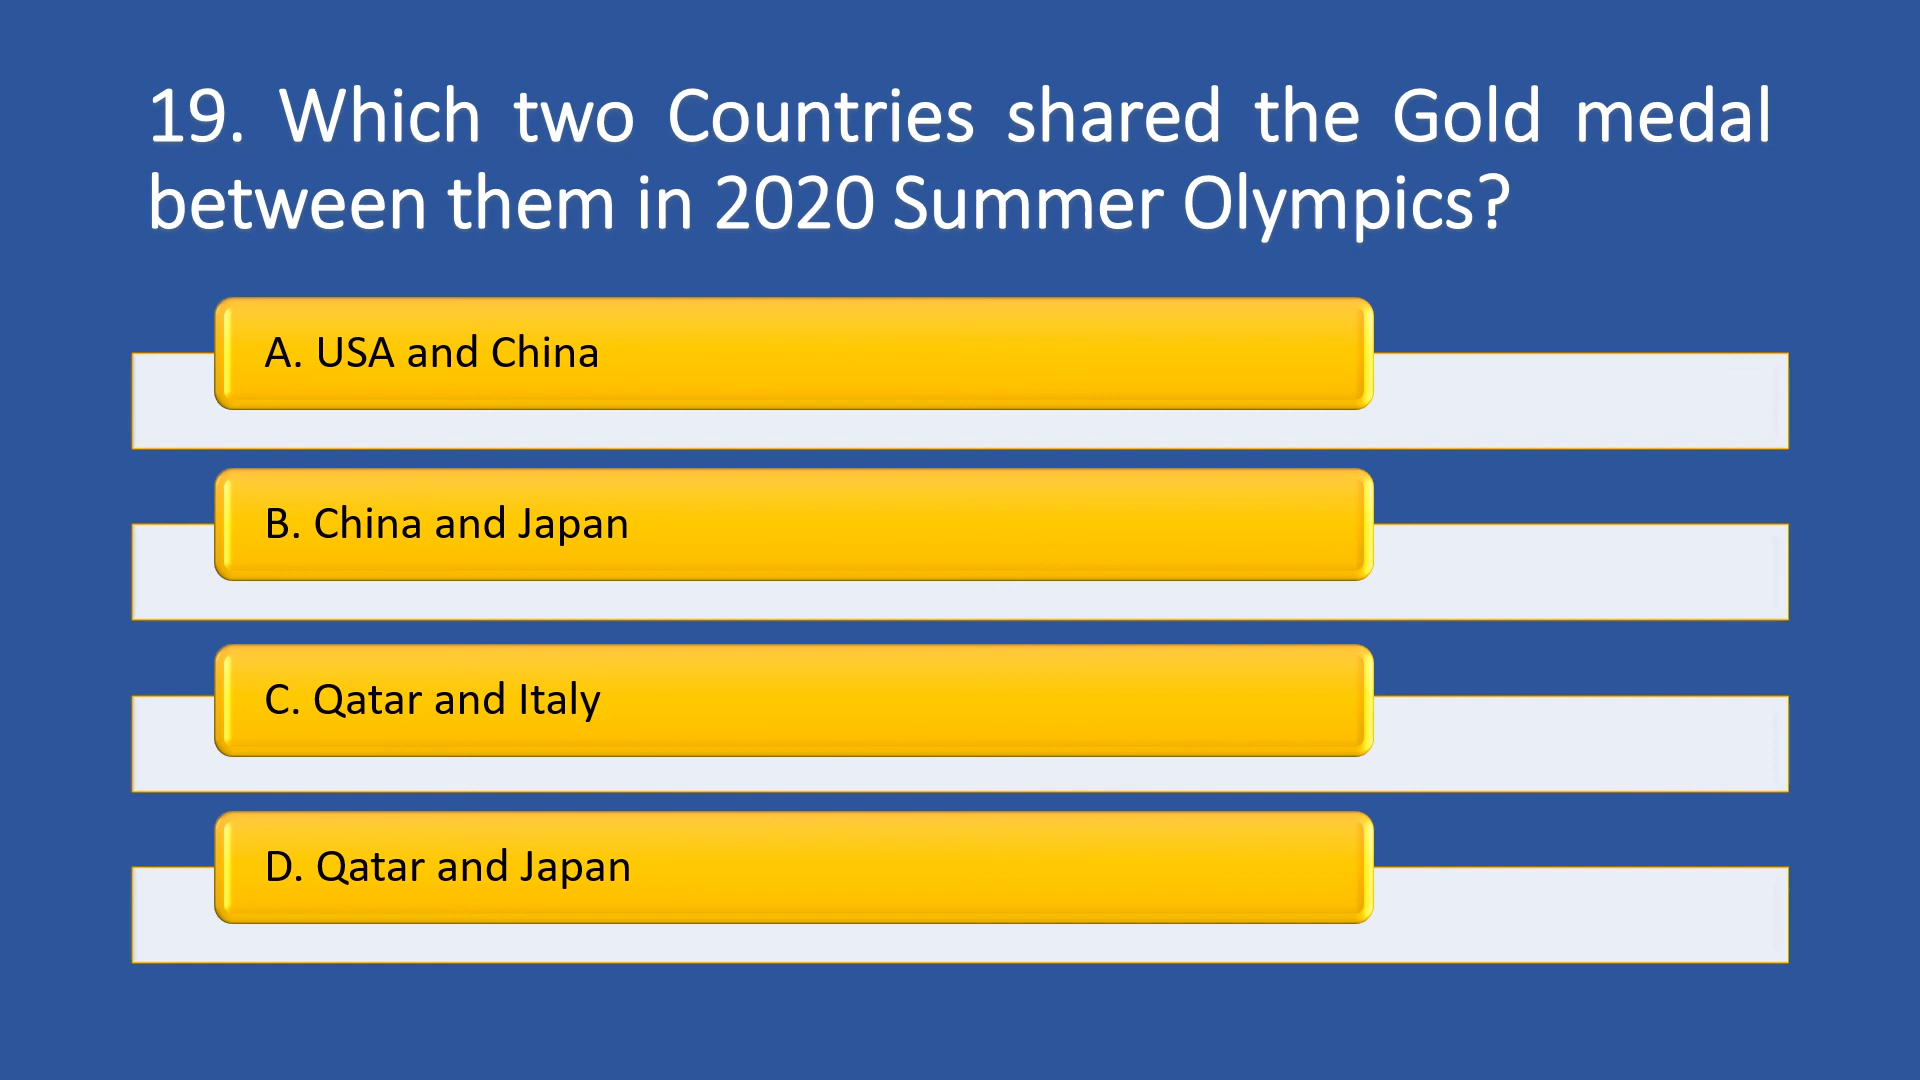 19. Which two Countries shared the Gold medal
between them in 2020 Summer Olympics?
A. USA and China
B. China and Japan
C. Qatar and Italy
D. Qatar and Japan